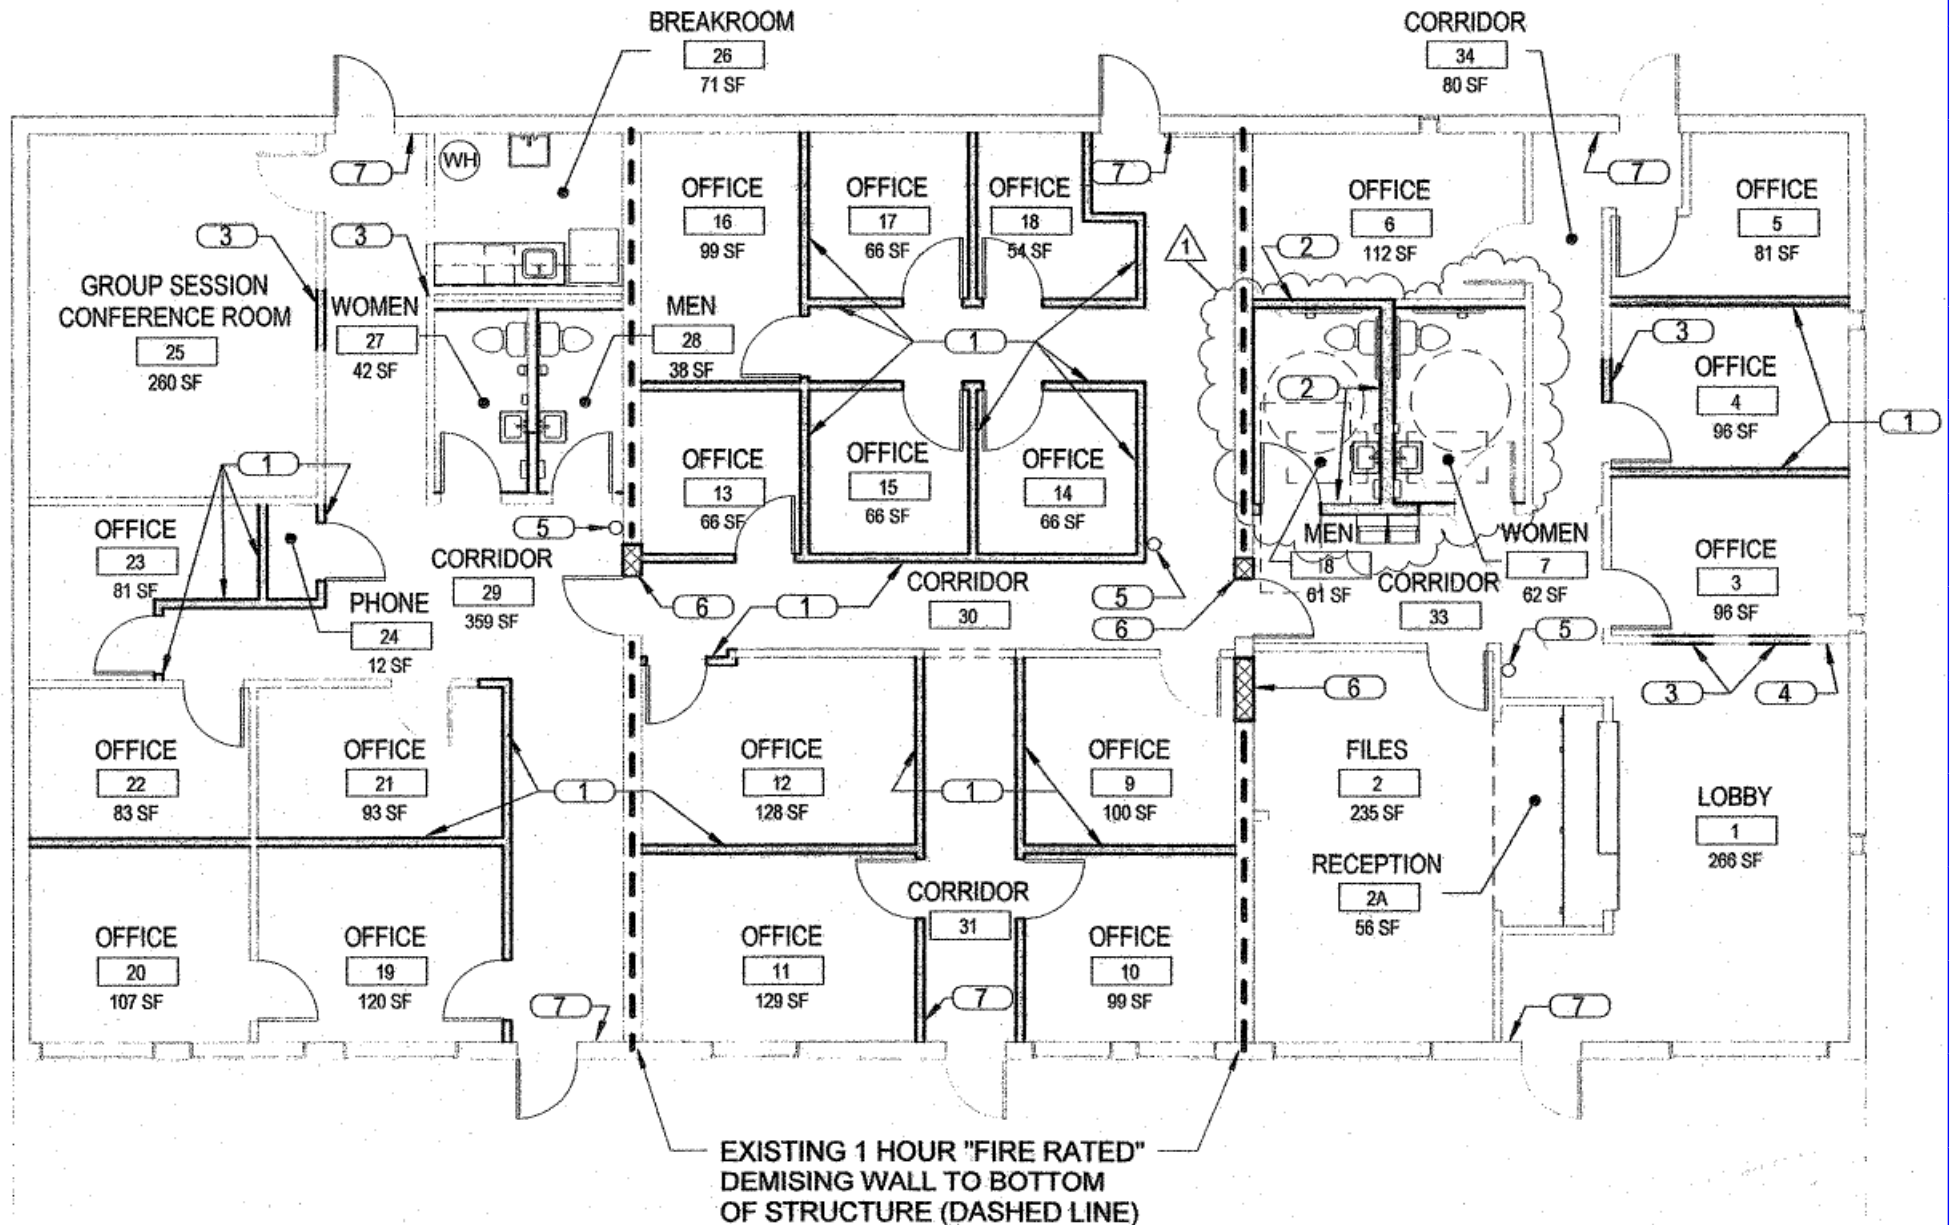 BREAKROOM
26
71 SF
CORRIDOR
34
80 SF
WH
7
7
7
OFFICE
16
99 SF
OFFICE
17
66 SF
OFFICE
18
54 SF
OFFICE
6
112 SF
OFFICE
5
81 SF
3
3
1
2
GROUP SESSION
CONFERENCE ROOM
25
260 SF
WOMEN
27
42 SF
MEN
28
38 SF
1
3
2
OFFICE
4
96 SF
1
1
OFFICE
13
66 SF
OFFICE
15
66 SF
OFFICE
14
66 SF
OFFICE
23
81 SF
5
CORRIDOR
29
359 SF
PHONE
24
12 SF
6
1
CORRIDOR
30
5
6
MEN
18
61 SF
WOMEN
7
62 SF
CORRIDOR
33
OFFICE
3
96 SF
5
6
3
4
OFFICE
22
83 SF
OFFICE
21
93 SF
1
OFFICE
12
128 SF
1
OFFICE
9
100 SF
FILES
2
235 SF
LOBBY
1
266 SF
RECEPTION
2A
56 SF
CORRIDOR
31
OFFICE
20
107 SF
OFFICE
19
120 SF
7
OFFICE
11
129 SF
7
OFFICE
10
99 SF
7
EXISTING 1 HOUR "FIRE RATED"
DEMISING WALL TO BOTTOM
OF STRUCTURE (DASHED LINE)